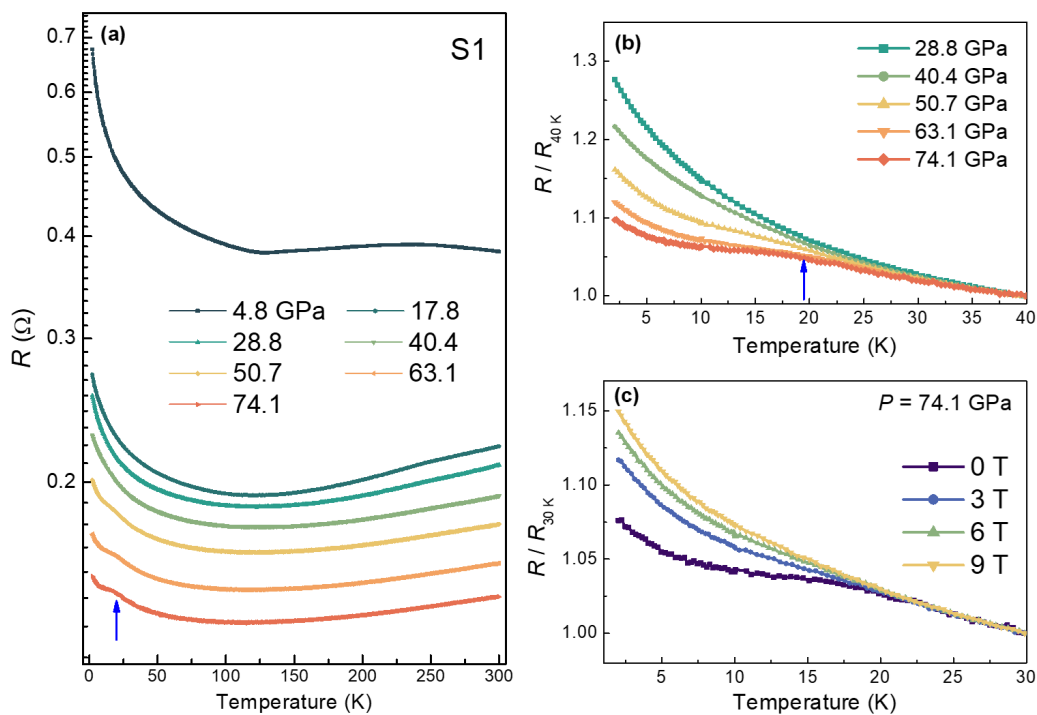 (a)
S1
0.7
0.6
0.5
0.4
0.3
0.2
R (Ω)
4.8 GPa
17.8
28.8
40.4
50.7
63.1
74.1
0 50 100 150 200 250 300
Temperature (K)
(b)
28.8 GPa
40.4 GPa
50.7 GPa
63.1 GPa
74.1 GPa
1.3
1.2
1.1
1.0
R / R40 K
5 10 15 20 25 30 35 40
Temperature (K)
(c)
P = 74.1 GPa
0 T
3 T
6 T
9 T
1.15
1.10
1.05
1.00
R / R30 K
5 10 15 20 25 30
Temperature (K)